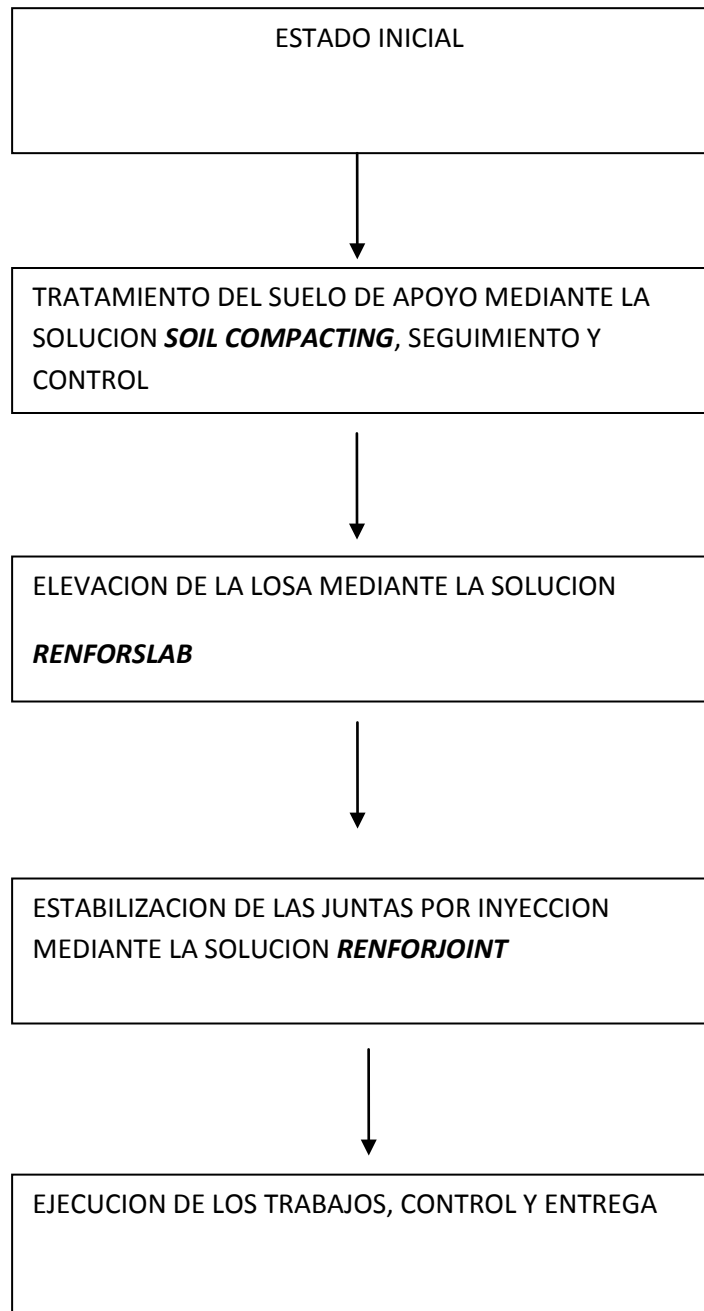 ESTADO INICIAL
TRATAMIENTO DEL SUELO DE APOYO MEDIANTE LA
SOLUCION SOIL COMPACTING, SEGUIMIENTO Y
CONTROL
ELEVACION DE LA LOSA MEDIANTE LA SOLUCION
RENFORSLAB
ESTABILIZACION DE LAS JUNTAS POR INYECCION
MEDIANTE LA SOLUCION RENFORJOINT
EJECUCION DE LOS TRABAJOS, CONTROL Y ENTREGA